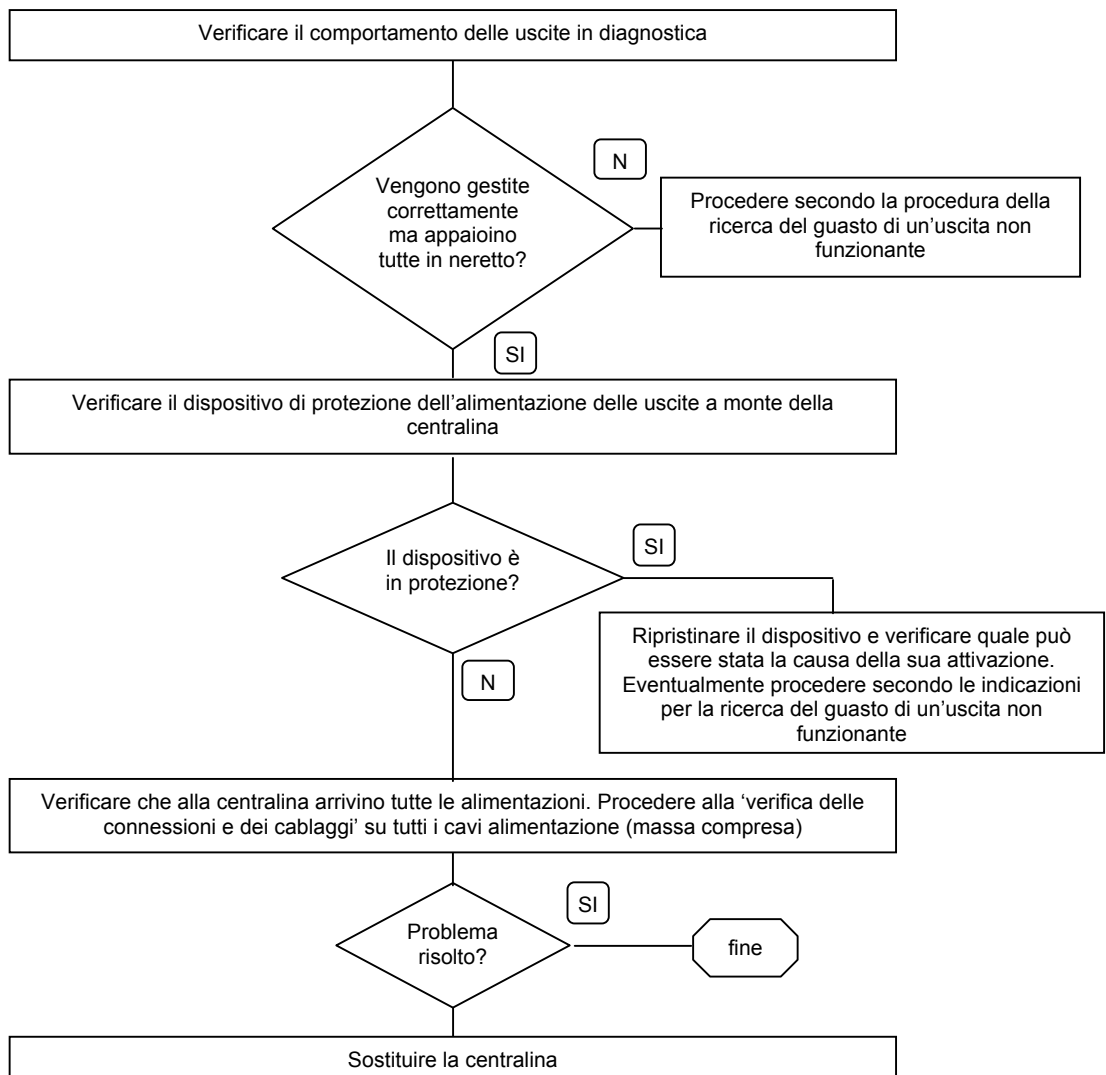 Verificare il comportamento delle uscite in diagnostica
N
Vengono gestite
correttamente
ma appaioino
tutte in neretto?
Procedere secondo la procedura della
ricerca del guasto di un’uscita non
funzionante
SI
Verificare il dispositivo di protezione dell’alimentazione delle uscite a monte della
centralina
SI
Il dispositivo è
in protezione?
Ripristinare il dispositivo e verificare quale può
essere stata la causa della sua attivazione.
Eventualmente procedere secondo le indicazioni
per la ricerca del guasto di un’uscita non
funzionante
N
Verificare che alla centralina arrivino tutte le alimentazioni. Procedere alla ‘verifica delle
connessioni e dei cablaggi’ su tutti i cavi alimentazione (massa compresa)
SI
Problema
risolto?
fine
Sostituire la centralina